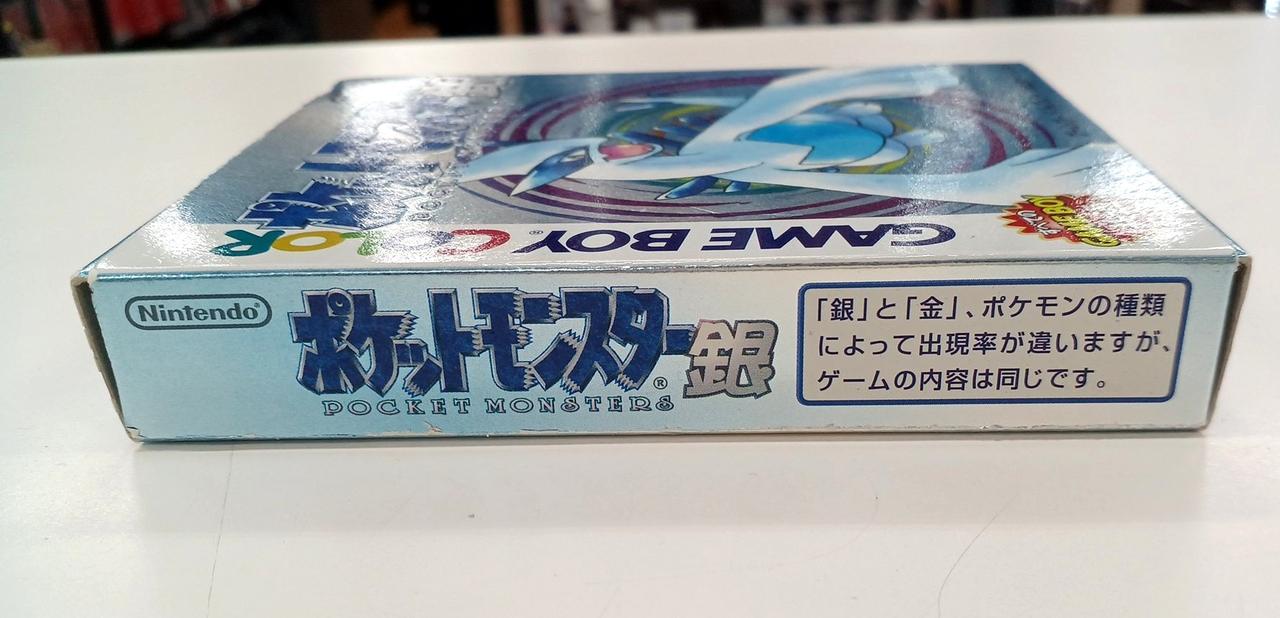 GAME BOY COLOR
Nintendo®
ポケットモンスター銀
®
POCKET MONSTERS
「銀」と「金」、ポケモンの種類
によって出現率が違いますが、
ゲームの内容は同じです。